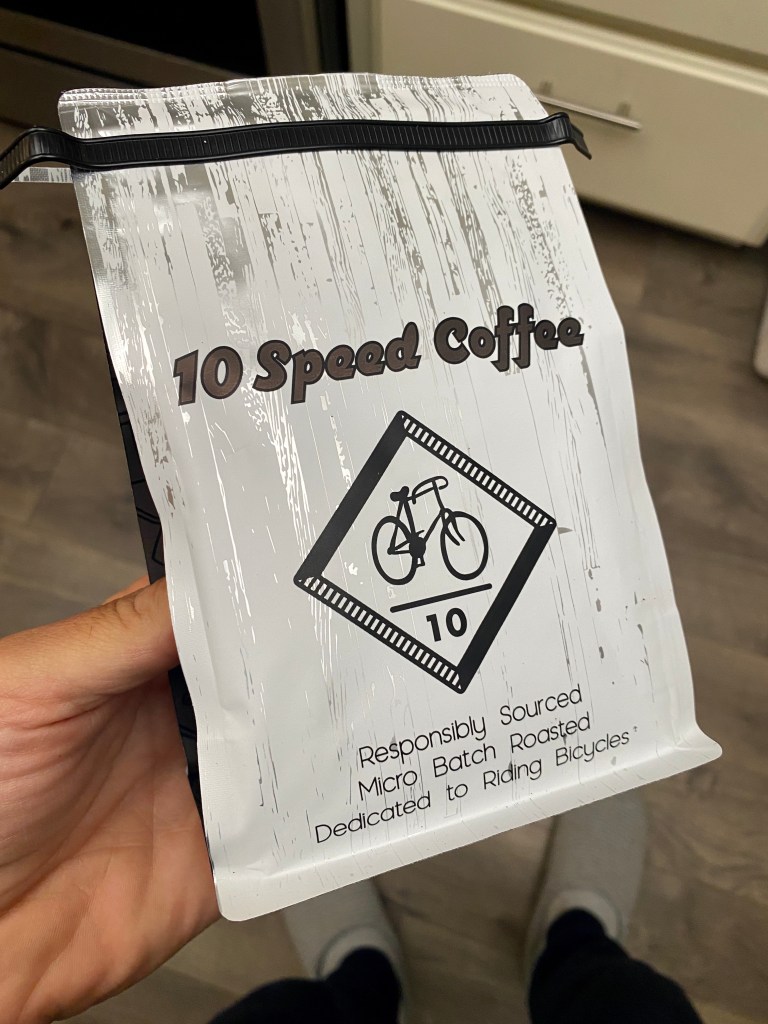 10 Speed Coffee
10
Responsibly Sourced
Micro Batch Roasted
Dedicated to Riding Bicycles